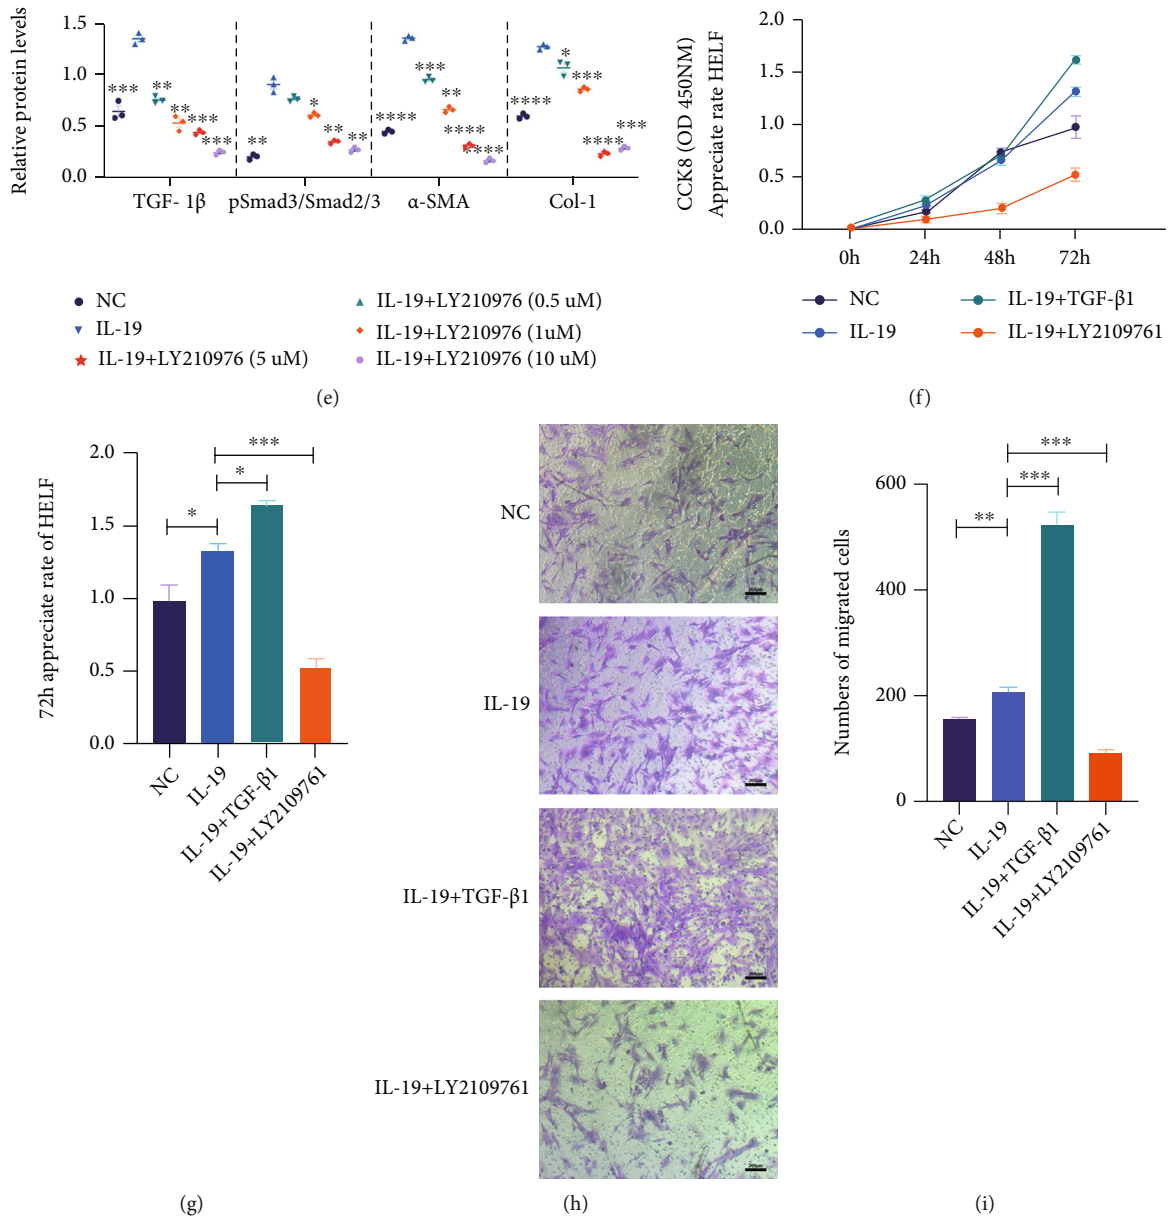 Relative protein levels
1.5
1.0
0.5
0.0
*** ** ** *** ***
** * ** **
**** *** ** **** ****
**** * *** **** ***
TGF- 1β pSmad3/Smad2/3 α-SMA Col-1
NC
IL-19
IL-19+LY210976 (5 uM)
IL-19+LY210976 (0.5 uM)
IL-19+LY210976 (1uM)
IL-19+LY210976 (10 uM)
(e)
CCK8 (OD 450NM)
Appreciate rate HELF
2.0
1.5
1.0
0.5
0.0
0h 24h 48h 72h
NC
IL-19
IL-19+TGF-β1
IL-19+LY2109761
(f)
72h appreciate rate of HELF
2.0
1.5
1.0
0.5
0.0
***
*
*
NC
IL-19
IL-19+TGF-β1
IL-19+LY2109761
(g)
NC
200μm
IL-19
200μm
IL-19+TGF-β1
200μm
IL-19+LY2109761
200μm
(h)
Numbers of migrated cells
600
400
200
0
***
***
**
NC
IL-19
IL-19+TGF-β1
IL-19+LY2109761
(i)